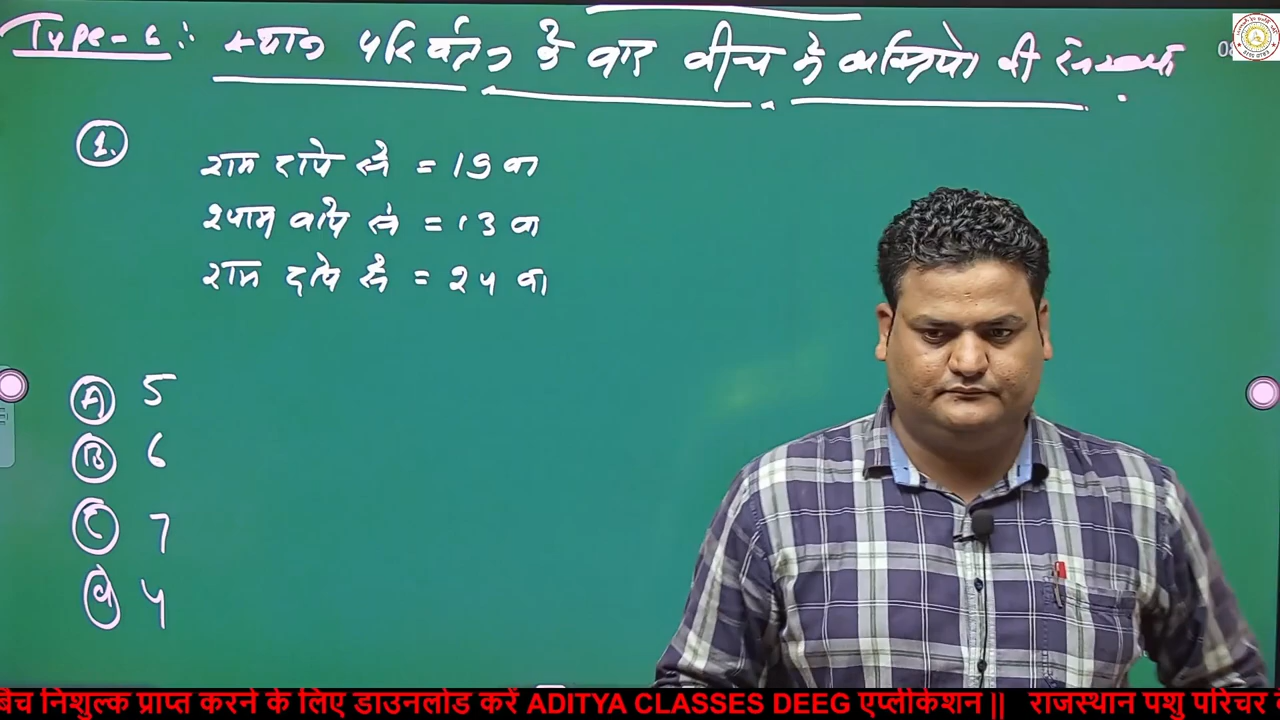 Type-6 :- स्थान परिवर्तन के बाद बीच के व्यक्तियो की संख्या
1.
राम दांये से = 19 वा
श्याम बांये से = 13 वा
राम दांये से = 24 वा
A 5
B 6
C 7
D 4
बैच निशुल्क प्राप्त करने के लिए डाउनलोड करें ADITYA CLASSES DEEG एप्लीकेशन || राजस्थान पशु परिचर